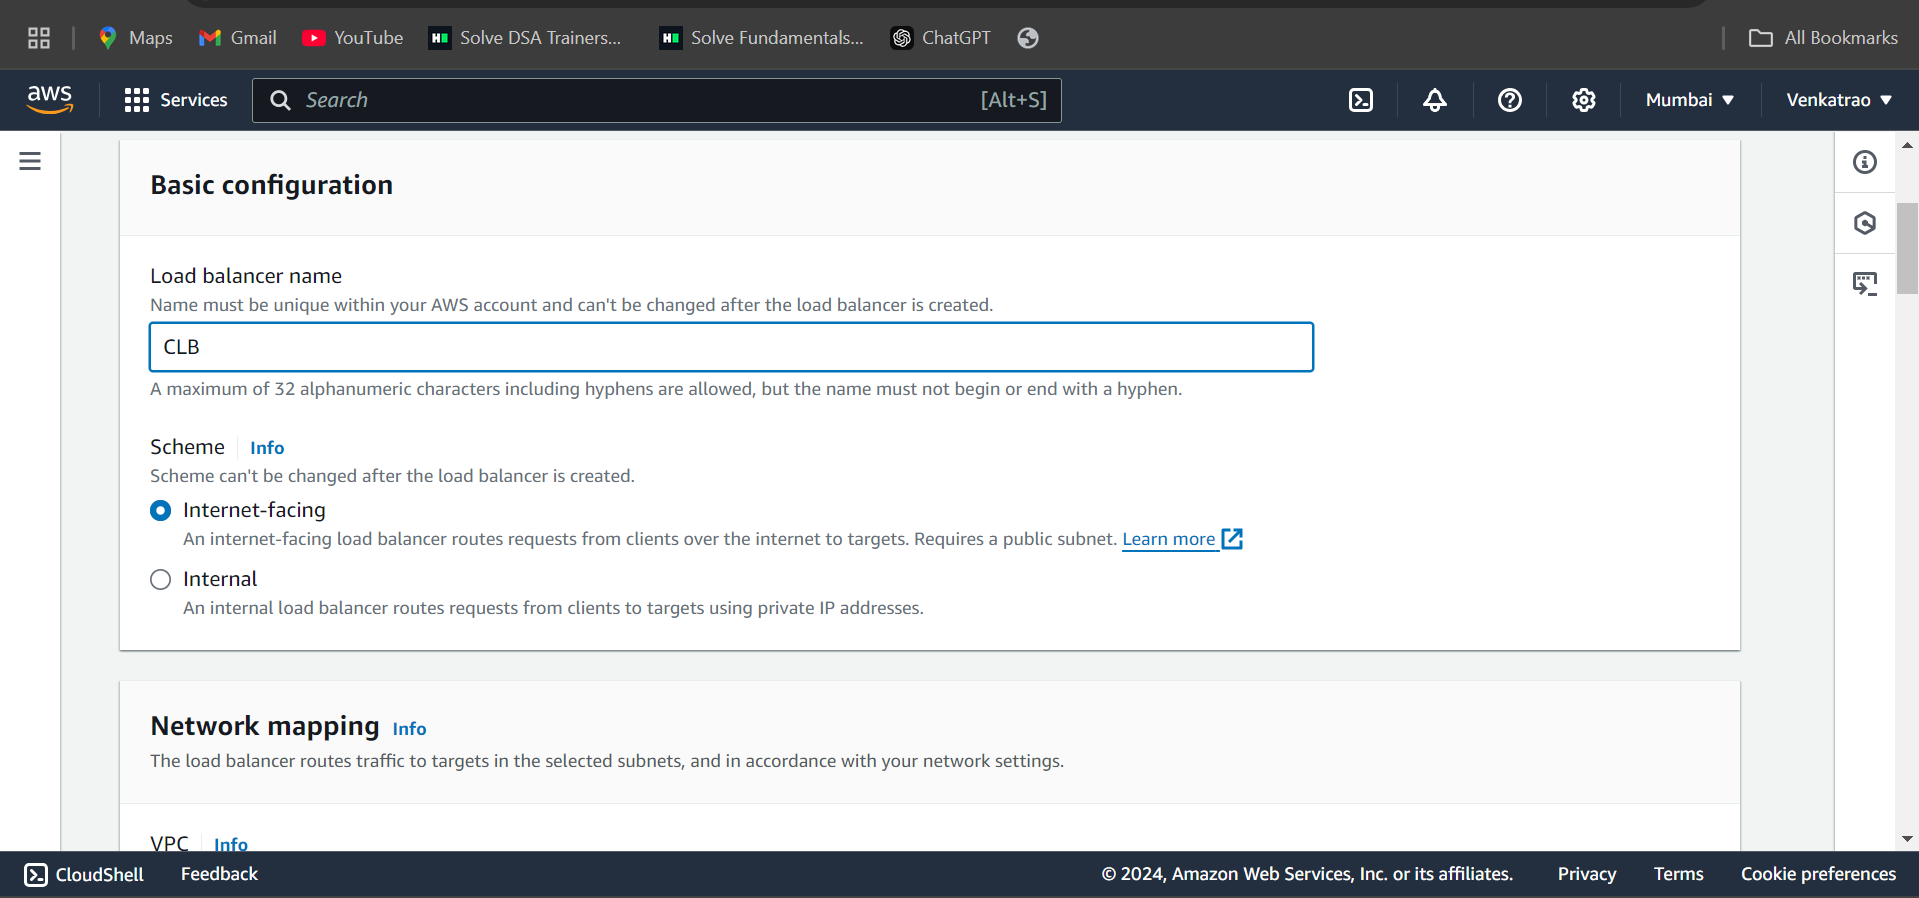 Maps Gmail YouTube Solve DSA Trainers... Solve Fundamentals... ChatGPT All Bookmarks
aws Services Search [Alt+S] Mumbai Venkatrao
Basic configuration
Load balancer name
Name must be unique within your AWS account and can't be changed after the load balancer is created.
CLB
A maximum of 32 alphanumeric characters including hyphens are allowed, but the name must not begin or end with a hyphen.
Scheme Info
Scheme can't be changed after the load balancer is created.
Internet-facing
An internet-facing load balancer routes requests from clients over the internet to targets. Requires a public subnet. Learn more
Internal
An internal load balancer routes requests from clients to targets using private IP addresses.
Network mapping Info
The load balancer routes traffic to targets in the selected subnets, and in accordance with your network settings.
VPC Info
CloudShell Feedback © 2024, Amazon Web Services, Inc. or its affiliates. Privacy Terms Cookie preferences